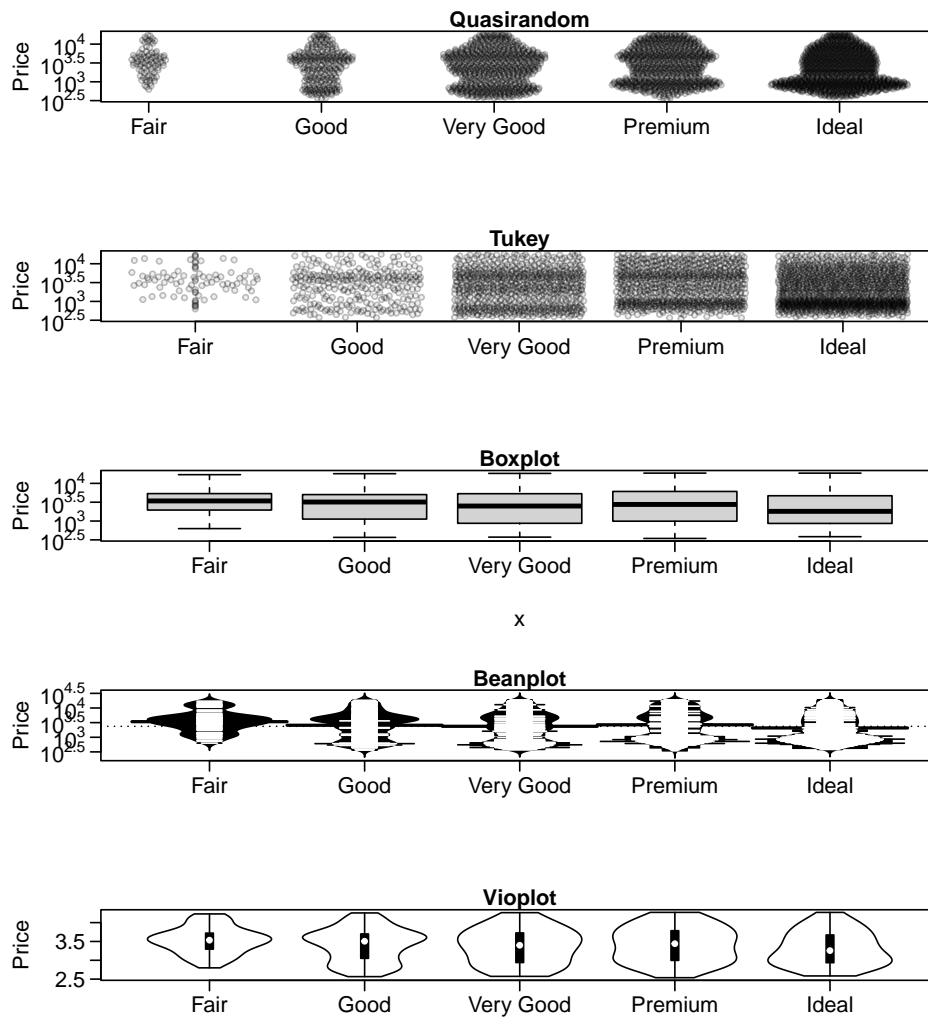 Quasirandom
Price
10^4
10^3.5
10^3
10^2.5
Fair Good Very Good Premium Ideal
Tukey
Price
10^4
10^3.5
10^3
10^2.5
Fair Good Very Good Premium Ideal
Boxplot
Price
10^4
10^3.5
10^3
10^2.5
Fair Good Very Good Premium Ideal
x
Beanplot
Price
10^4.5
10^4
10^3.5
10^3
10^2.5
Fair Good Very Good Premium Ideal
Vioplot
Price
3.5
2.5
Fair Good Very Good Premium Ideal